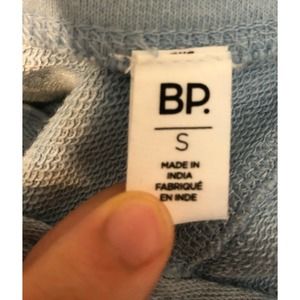 BP.
S
MADE IN
INDIA
FABRIQUÉ
EN INDE